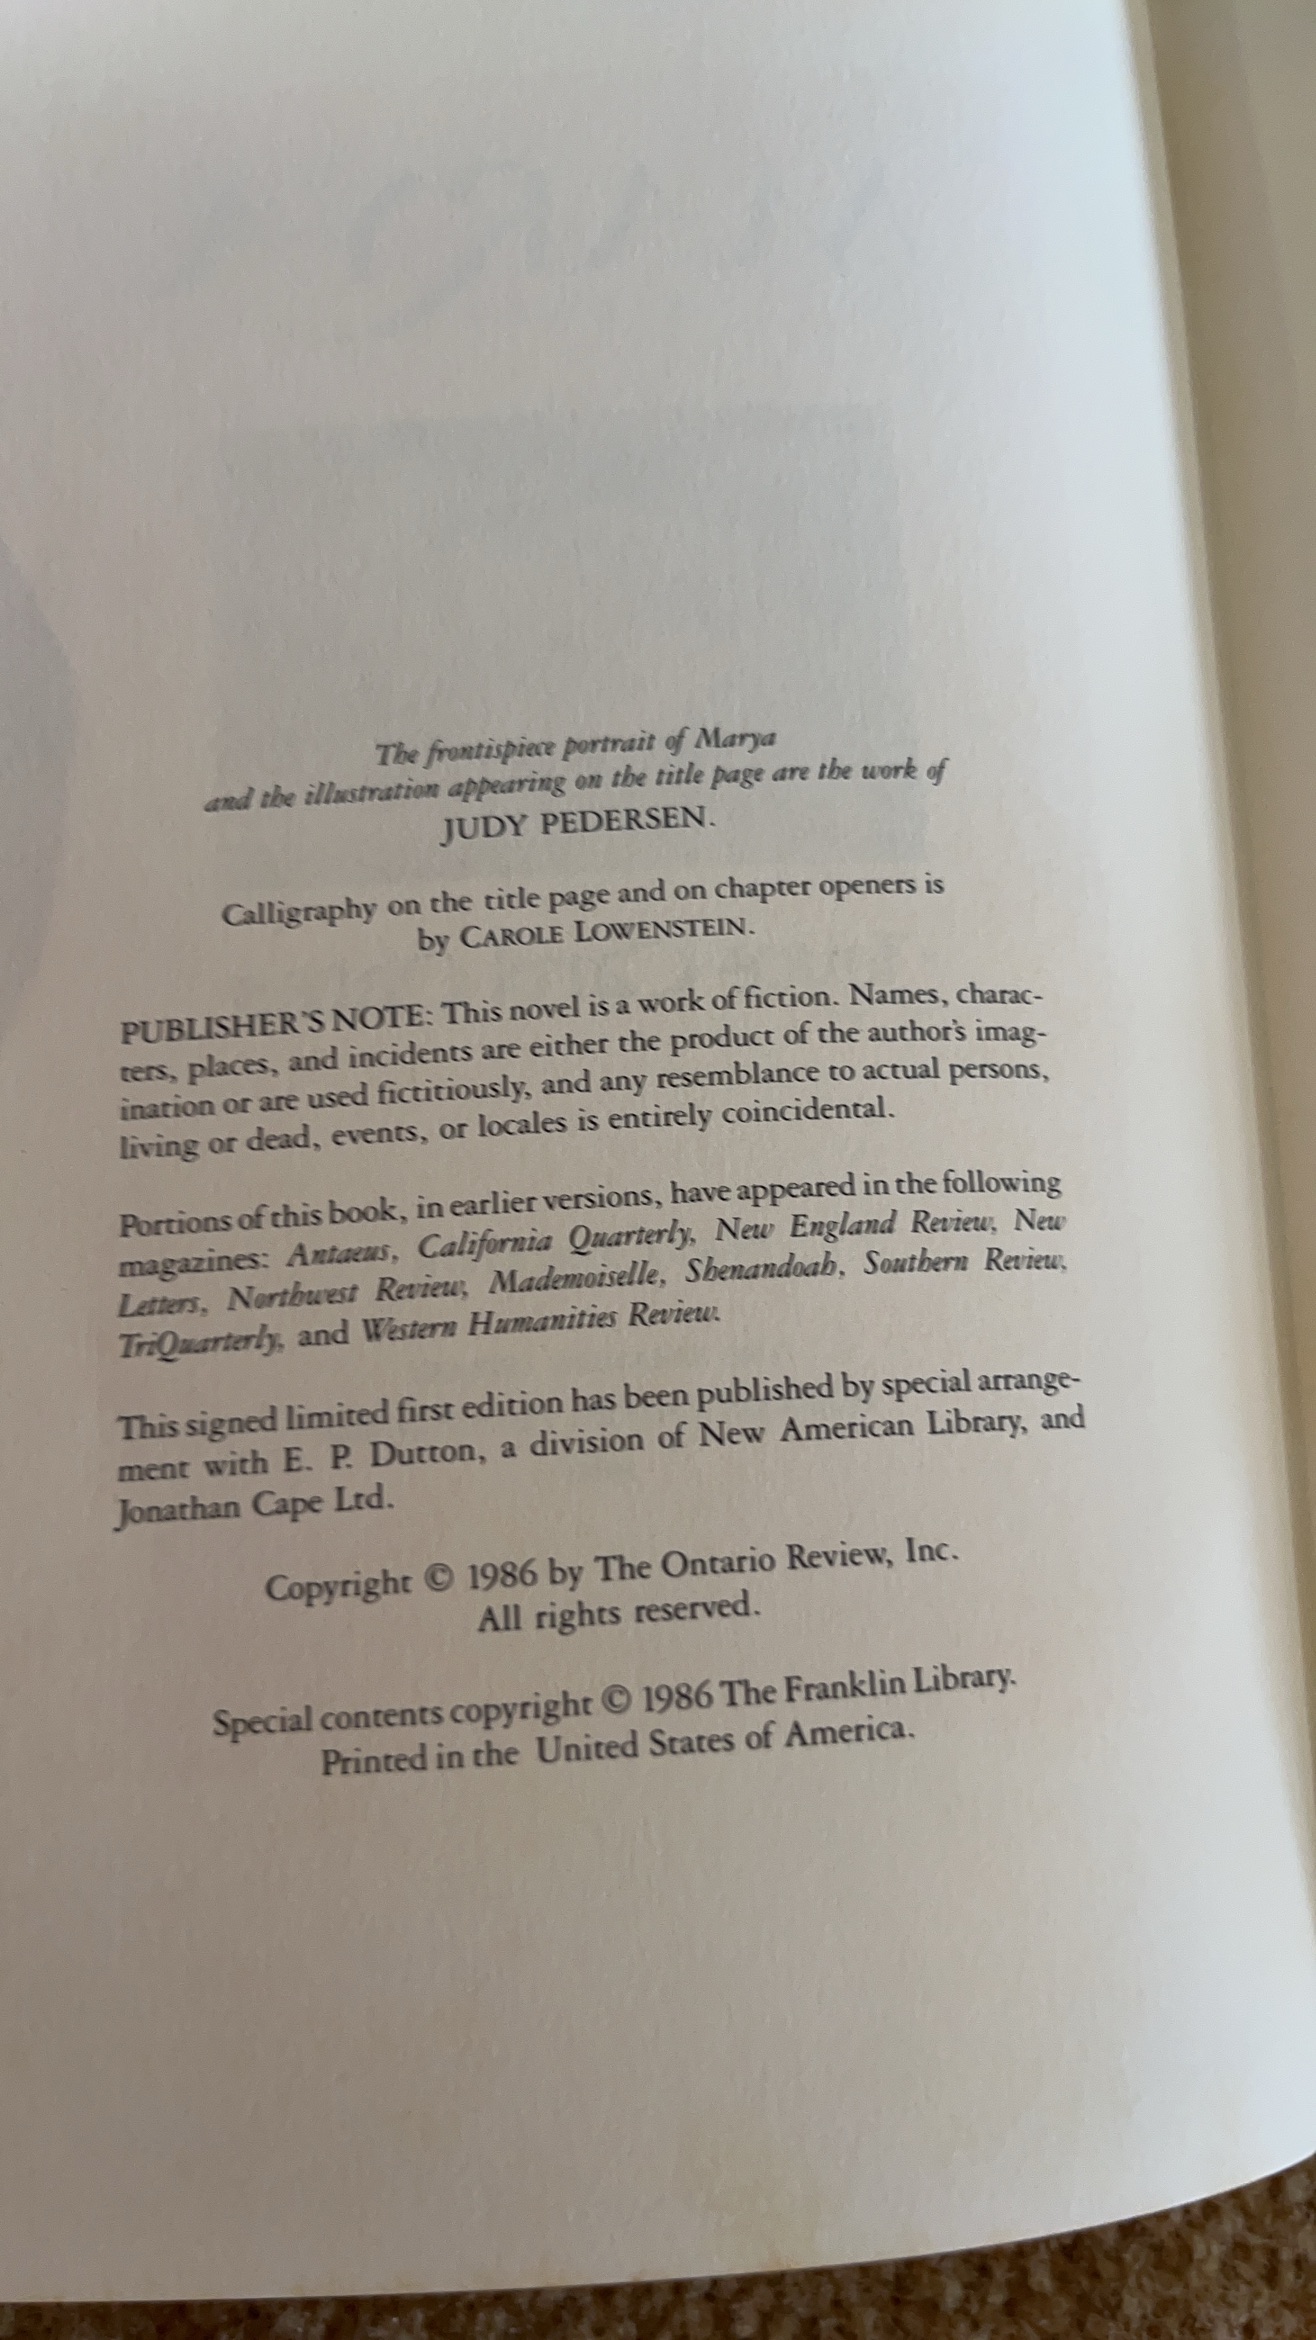 The frontispiece portrait of Marya
and the illustration appearing on the title page are the work of
JUDY PEDERSEN.
Calligraphy on the title page and on chapter openers is
by CAROLE LOWENSTEIN.
PUBLISHER'S NOTE: This novel is a work of fiction. Names, charac-
ters, places, and incidents are either the product of the author's imag-
ination or are used fictitiously, and any resemblance to actual persons,
living or dead, events, or locales is entirely coincidental.
Portions of this book, in earlier versions, have appeared in the following
magazines: Antaeus, California Quarterly, New England Review, New
Letters, Northwest Review, Mademoiselle, Shenandoah, Southern Review,
TriQuarterly, and Western Humanities Review.
This signed limited first edition has been published by special arrange-
ment with E. P. Dutton, a division of New American Library, and
Jonathan Cape Ltd.
Copyright © 1986 by The Ontario Review, Inc.
All rights reserved.
Special contents copyright © 1986 The Franklin Library.
Printed in the United States of America.